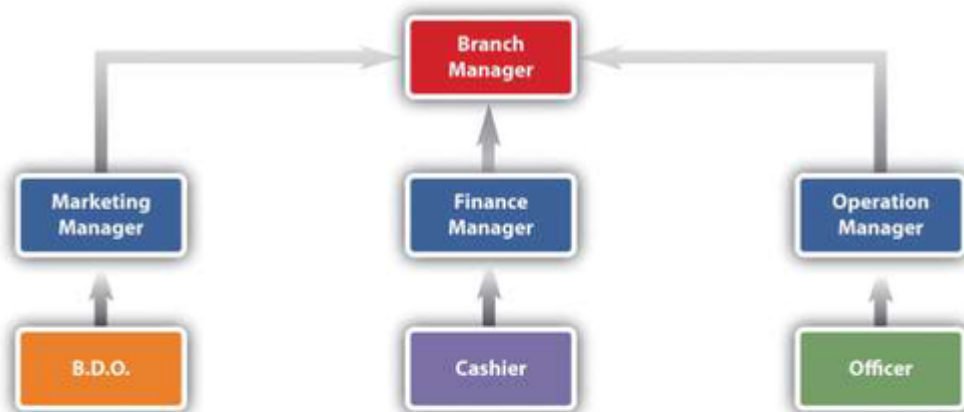 Branch
Manager
Marketing
Manager
Finance
Manager
Operation
Manager
B.D.O.
Cashier
Officer